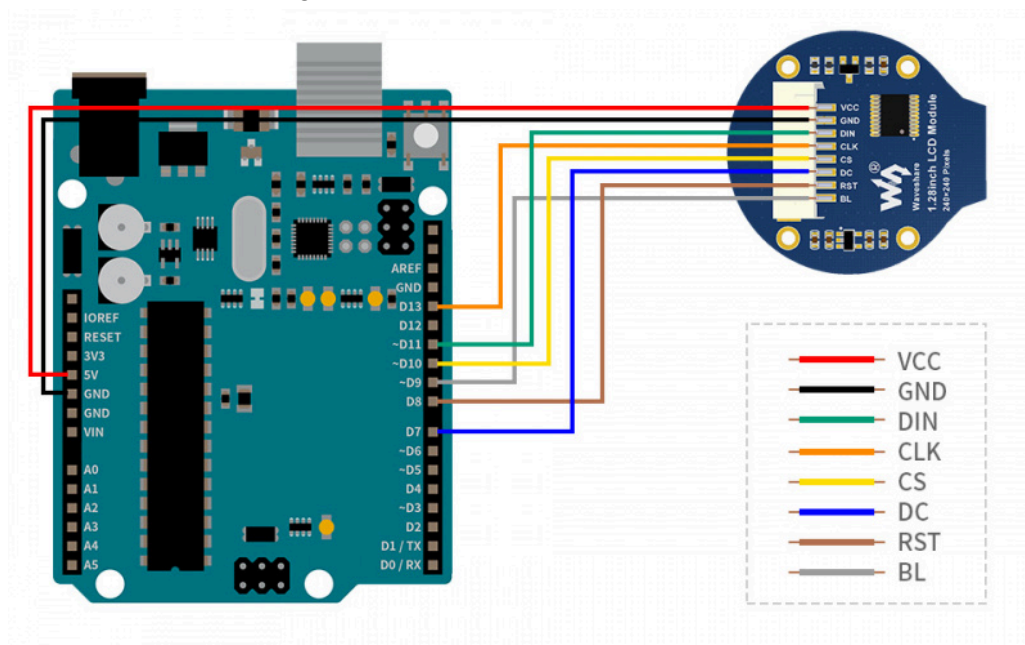 IOREF
RESET
3V3
5V
GND
GND
VIN
A0
A1
A2
A3
A4
A5
AREF
GND
D13
D12
~D11
~D10
~D9
D8
D7
~D6
~D5
D4
~D3
D2
D1 / TX
D0 / RX
VCC
GND
DIN
CLK
CS
DC
RST
BL
®
Waveshare
1.28inch LCD Module
240×240 Pixels
VCC
GND
DIN
CLK
CS
DC
RST
BL